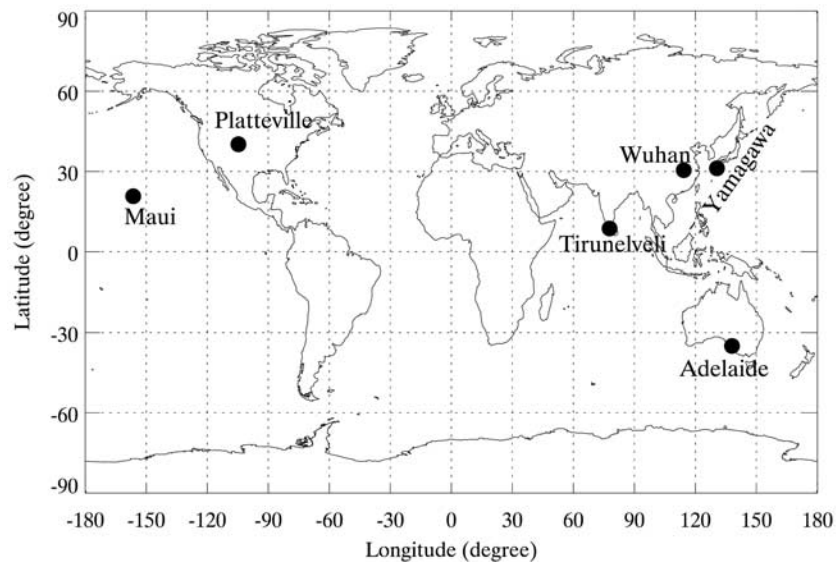 90
60
30
0
-30
-60
-90
Latitude (degree)
Platteville
Maui
Wuhan
Yamagawa
Tirunelveli
Adelaide
-180 -150 -120 -90 -60 -30 0 30 60 90 120 150 180
Longitude (degree)